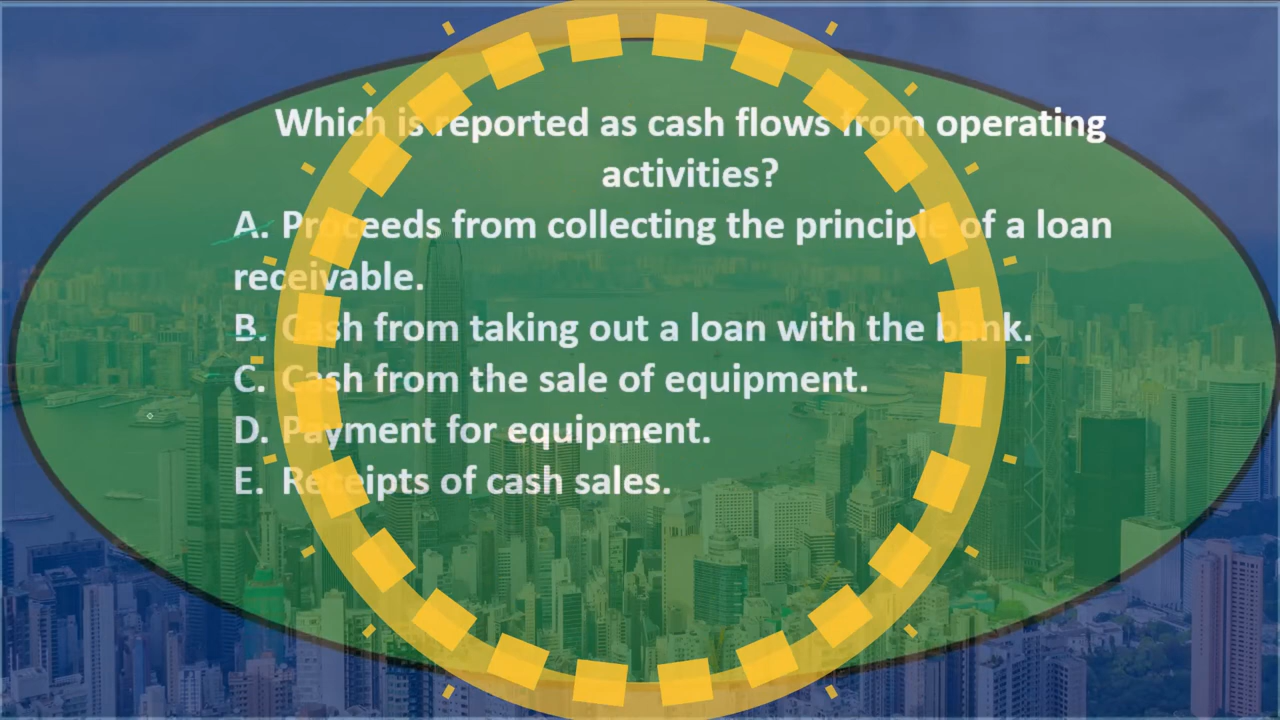 Which is reported as cash flows from operating
activities?
A. Proceeds from collecting the principle of a loan
receivable.
B. Cash from taking out a loan with the bank.
C. Cash from the sale of equipment.
D. Payment for equipment.
E. Receipts of cash sales.